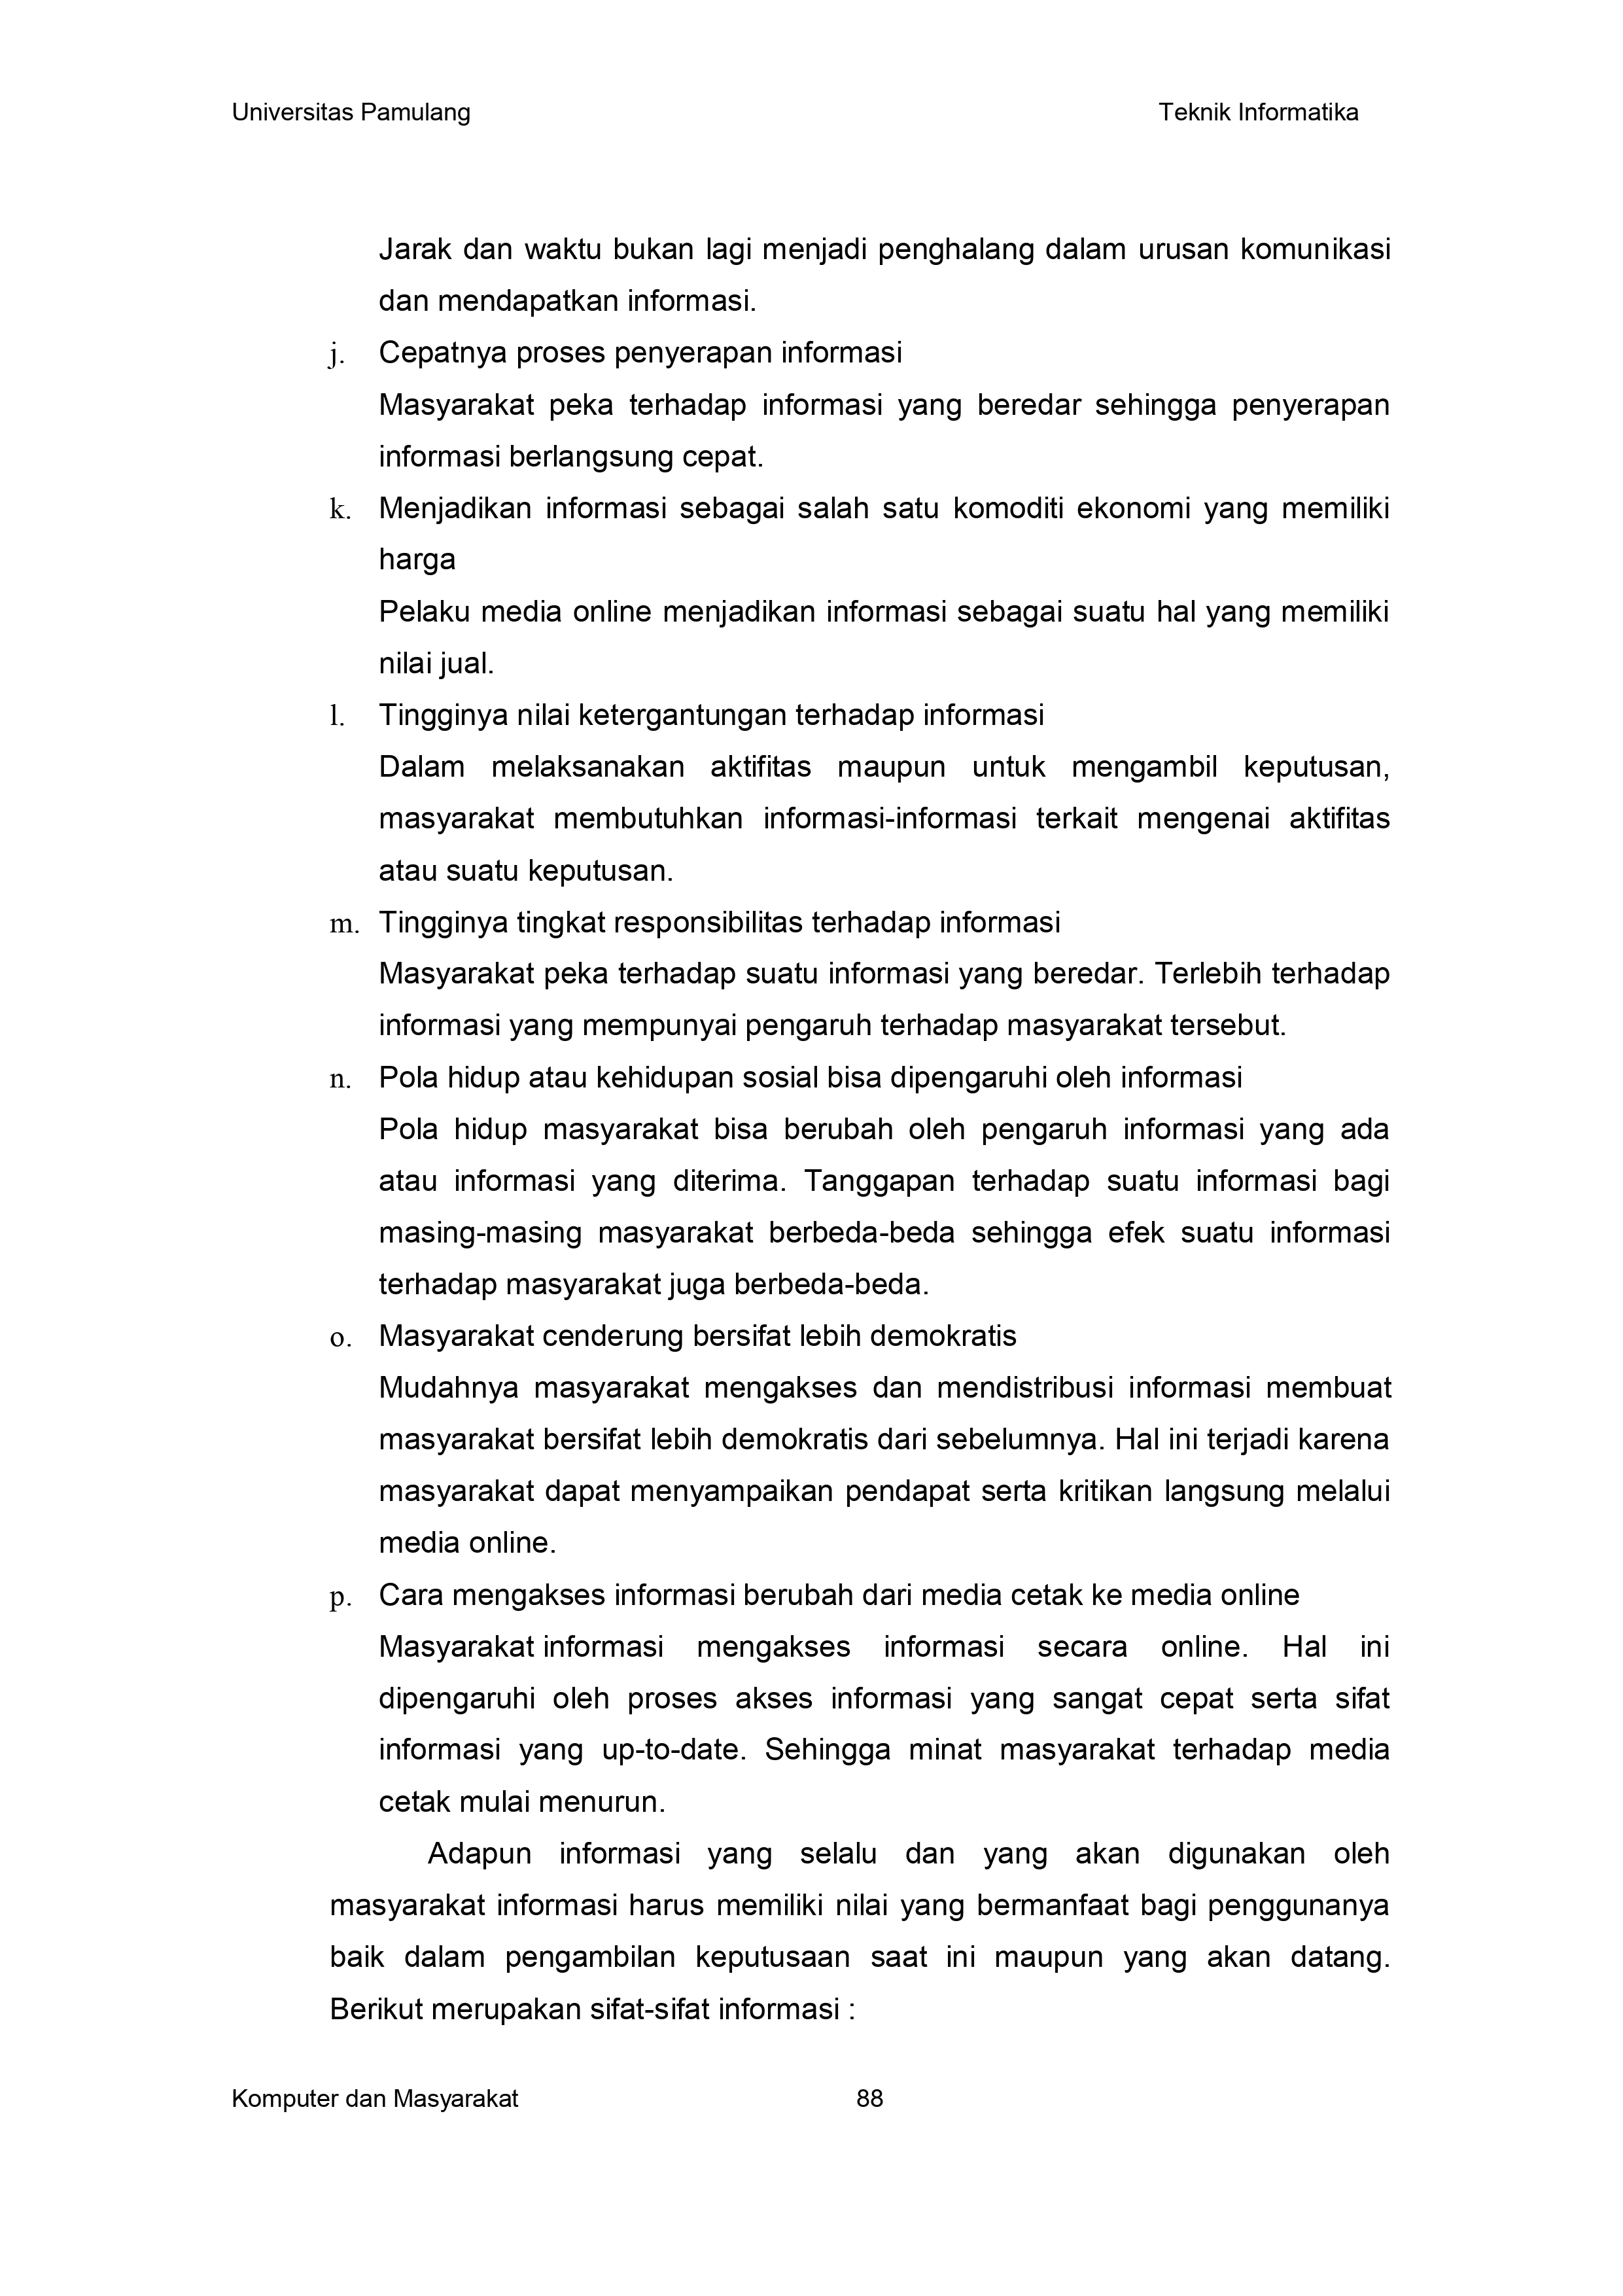 Universitas Pamulang Teknik Informatika
Jarak dan waktu bukan lagi menjadi penghalang dalam urusan komunikasi
dan mendapatkan informasi.
j. Cepatnya proses penyerapan informasi
Masyarakat peka terhadap informasi yang beredar sehingga penyerapan
informasi berlangsung cepat.
k. Menjadikan informasi sebagai salah satu komoditi ekonomi yang memiliki
harga
Pelaku media online menjadikan informasi sebagai suatu hal yang memiliki
nilai jual.
l. Tingginya nilai ketergantungan terhadap informasi
Dalam melaksanakan aktifitas maupun untuk mengambil keputusan,
masyarakat membutuhkan informasi-informasi terkait mengenai aktifitas
atau suatu keputusan.
m. Tingginya tingkat responsibilitas terhadap informasi
Masyarakat peka terhadap suatu informasi yang beredar. Terlebih terhadap
informasi yang mempunyai pengaruh terhadap masyarakat tersebut.
n. Pola hidup atau kehidupan sosial bisa dipengaruhi oleh informasi
Pola hidup masyarakat bisa berubah oleh pengaruh informasi yang ada
atau informasi yang diterima. Tanggapan terhadap suatu informasi bagi
masing-masing masyarakat berbeda-beda sehingga efek suatu informasi
terhadap masyarakat juga berbeda-beda.
o. Masyarakat cenderung bersifat lebih demokratis
Mudahnya masyarakat mengakses dan mendistribusi informasi membuat
masyarakat bersifat lebih demokratis dari sebelumnya. Hal ini terjadi karena
masyarakat dapat menyampaikan pendapat serta kritikan langsung melalui
media online.
p. Cara mengakses informasi berubah dari media cetak ke media online
Masyarakat informasi mengakses informasi secara online. Hal ini
dipengaruhi oleh proses akses informasi yang sangat cepat serta sifat
informasi yang up-to-date. Sehingga minat masyarakat terhadap media
cetak mulai menurun.
Adapun informasi yang selalu dan yang akan digunakan oleh
masyarakat informasi harus memiliki nilai yang bermanfaat bagi penggunanya
baik dalam pengambilan keputusaan saat ini maupun yang akan datang.
Berikut merupakan sifat-sifat informasi :
Komputer dan Masyarakat 88